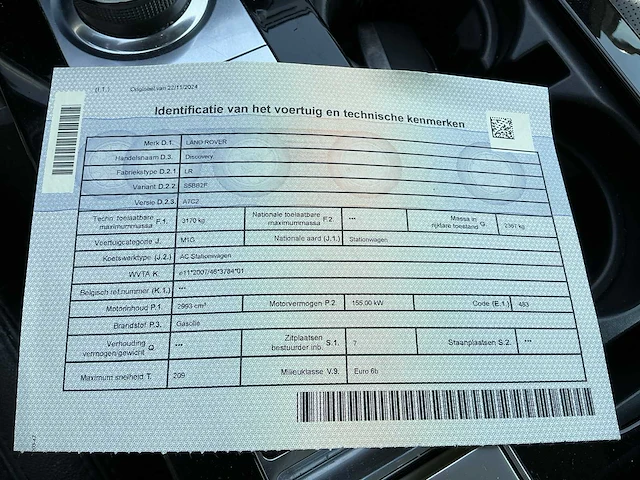 (I.1.) Origineel van 22/11/2024
Identificatie van het voertuig en technische kenmerken
Merk D.1. LAND ROVER
Handelsnaam D.3. Discovery
Fabriekstype D.2.1 LR
Variant D.2.2 S5BB2F
Versie D.2.3. A7C2
Techn. toelaatbare maximummassa F.1. 3170 kg Nationale toelaatbare maximummassa F.2. --- Massa in rijklare toestand G. 2367 kg
Voertuigcategorie J. M1G Nationale aard (J.1.) Stationwagen
Koetswerktype (J.2.) AC Stationwagen
WVTA K. e11*2007/46*3784*01
Belgisch ref.nummer (K.1.) ---
Motorinhoud P.1. 2993 cm³ Motorvermogen P.2. 155,00 kW Code (E.1.) 483
Brandstof P.3. Gasolie
Verhouding vermogen/gewicht Q --- Zitplaatsen bestuurder inb. S.1. 7 Staanplaatsen S.2. ---
Maximum snelheid T. 209 Milieuklasse V.9. Euro 6b